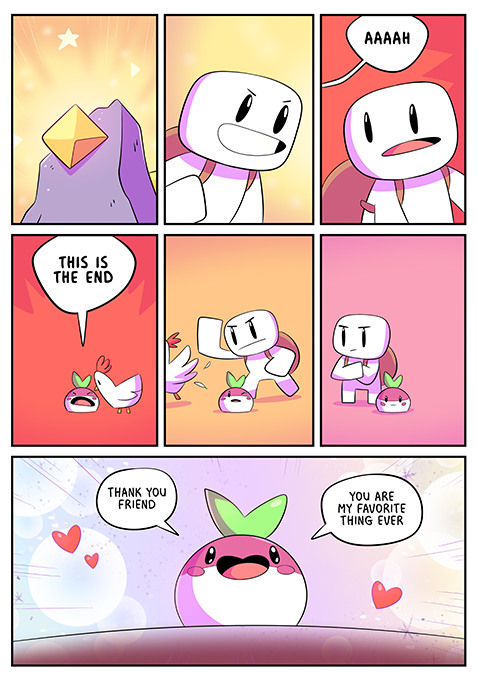 AAAAH
THIS IS
THE END
THANK YOU
FRIEND
YOU ARE
MY FAVORITE
THING EVER